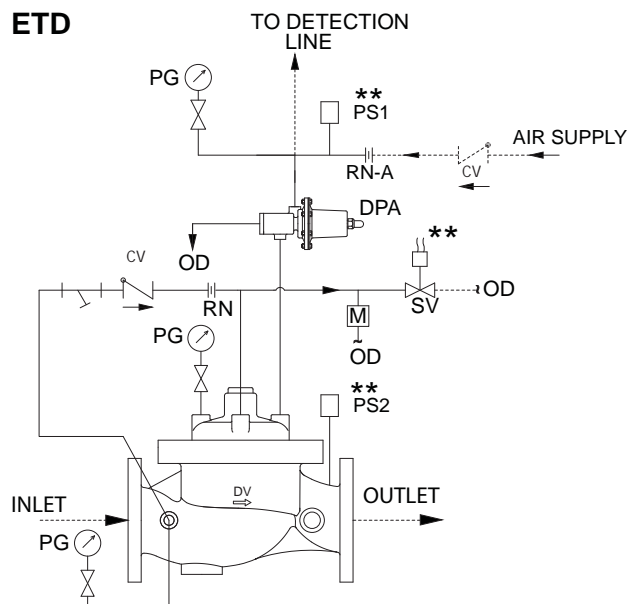 ETD
TO DETECTION
LINE
PG
**
PS1
AIR SUPPLY
RN-A
CV
DPA
OD
**
CV
RN
SV
~OD
M
~
OD
PG
**
PS2
INLET
DV
OUTLET
PG